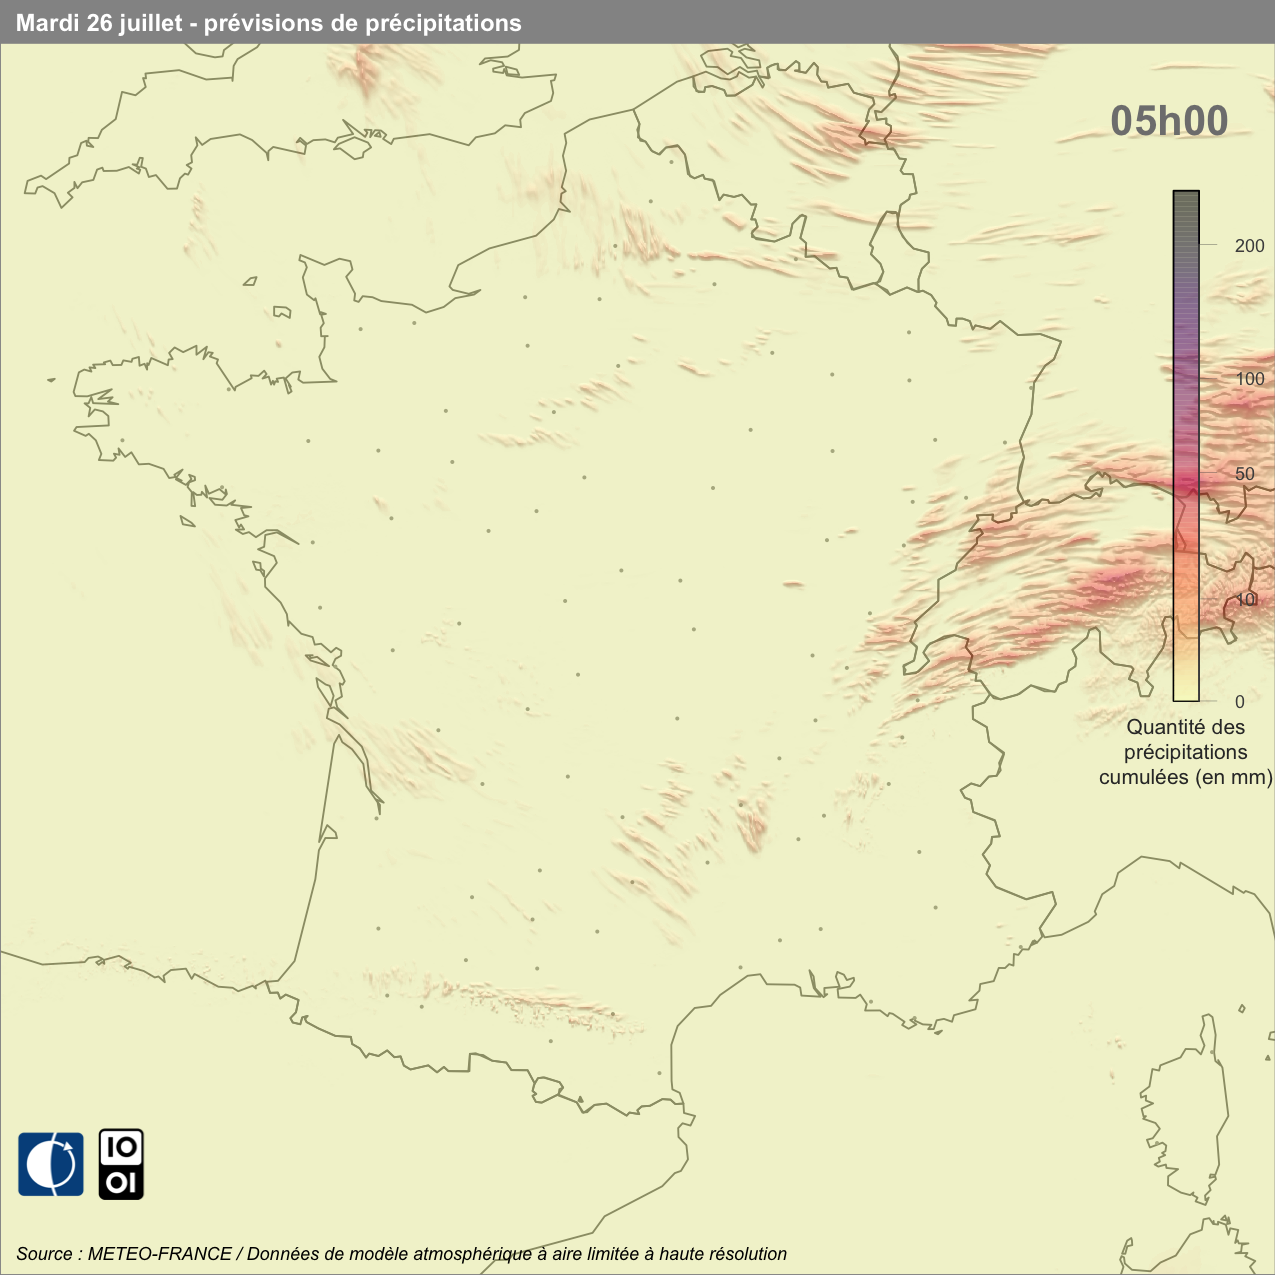 Mardi 26 juillet - prévisions de précipitations
05h00
200
100
50
10
0
Quantité des
précipitations
cumulées (en mm)
IO
OI
Source : METEO-FRANCE / Données de modèle atmosphérique à aire limitée à haute résolution